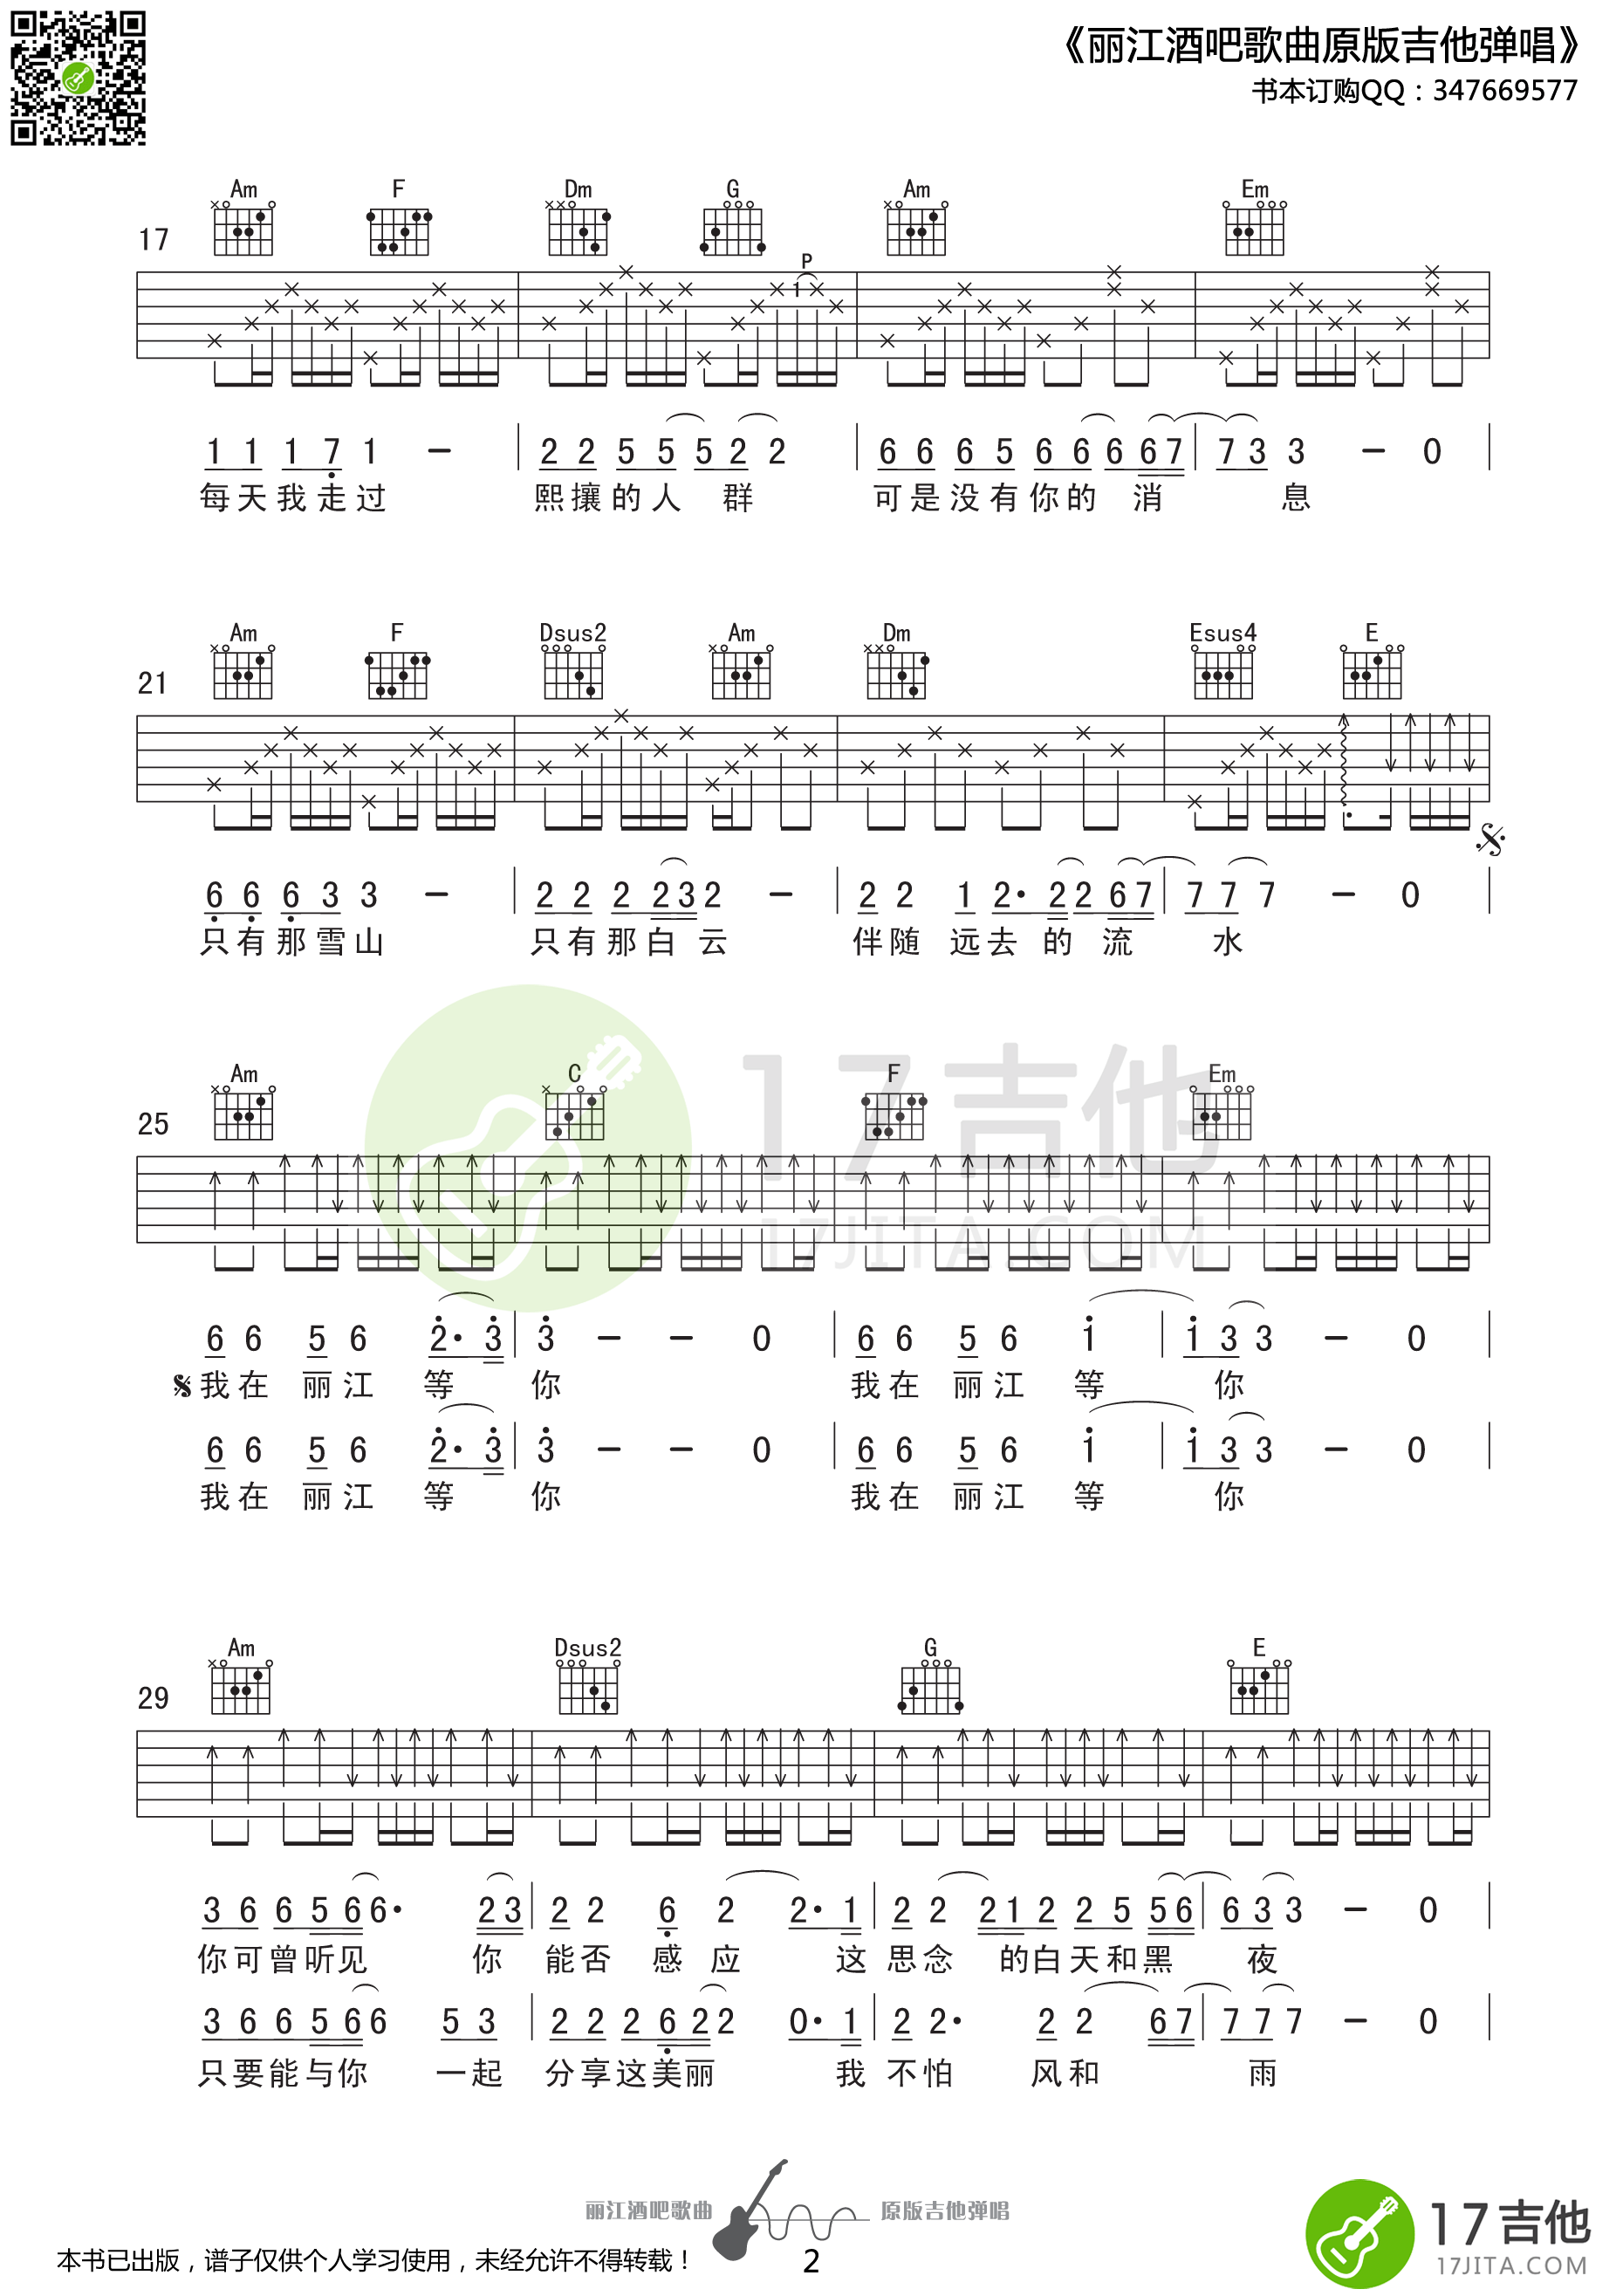 《丽江酒吧歌曲原版吉他弹唱》
书本订购QQ：347669577
Am F Dm G Am Em
17
P
1
1 1 1 7 1 － 2 2 5 5 5 2 2 6 6 6 5 6 6 6 6 7 7 3 3 － 0
每天我走过 熙攘的人 群 可是没有你的 消 息
Am F Dsus2 Am Dm Esus4 E
21
6 6 6 3 3 － 2 2 2 2 3 2 － 2 2 1 2· 2 2 6 7 7 7 7 － 0
只有那雪山 只有那白云 伴随 远去 的 流 水
17吉他
17JITA.COM
Am C F Em
25
6 6 5 6 2· 3 3 － － 0 6 6 5 6 1 1 3 3 － 0
我在 丽江 等 你 我在 丽江 等 你
6 6 5 6 2· 3 3 － － 0 6 6 5 6 1 1 3 3 － 0
我在 丽江 等 你 我在 丽江 等 你
Am Dsus2 G E
29
3 6 6 5 6 6· 2 3 2 2 6 2 2· 1 2 2 2 1 2 2 5 5 6 6 3 3 － 0
你可曾听见 你 能否 感 应 这 思念 的白天和黑 夜
3 6 6 5 6 6 5 3 2 2 2 6 2 2 0· 1 2 2· 2 2 6 7 7 7 7 － 0
只要能与你 一起 分享这美丽 我 不怕 风和 雨
丽江酒吧歌曲 原版吉他弹唱
本书已出版，谱子仅供个人学习使用，未经允许不得转载！
2
17吉他
17JITA.COM